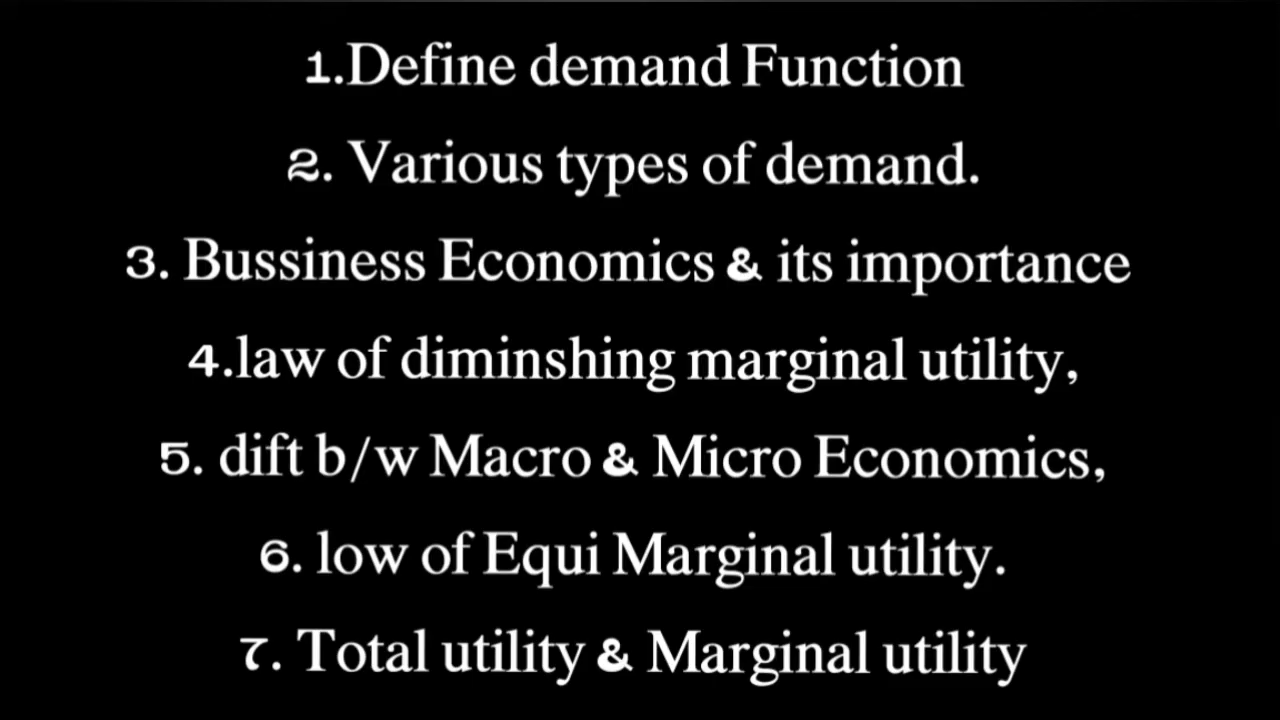 1.Define demand Function
2. Various types of demand.
3. Bussiness Economics & its importance
4.law of diminshing marginal utility,
5. dift b/w Macro & Micro Economics,
6. low of Equi Marginal utility.
7. Total utility & Marginal utility